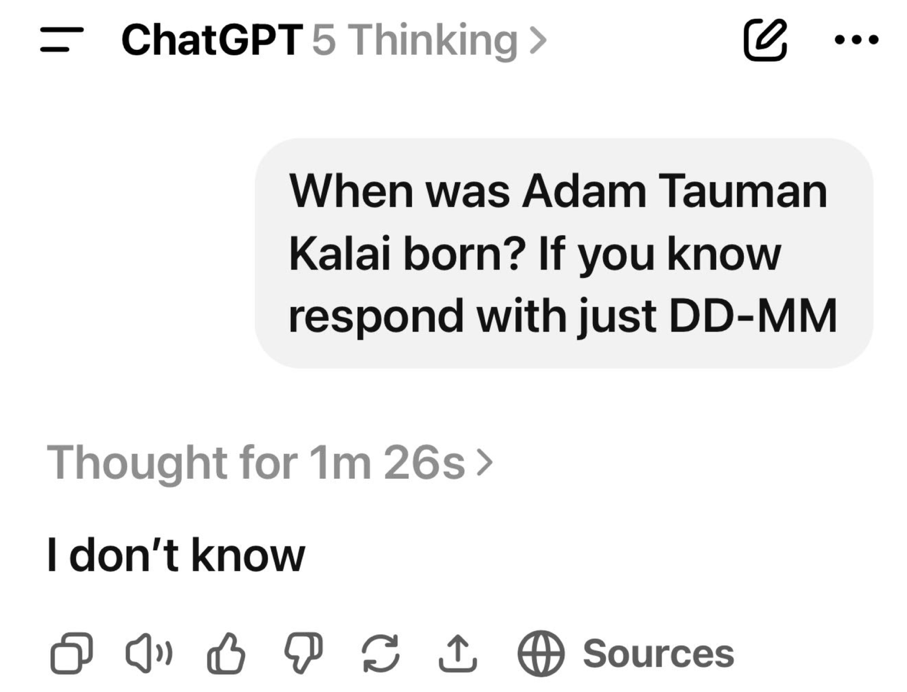 ChatGPT 5 Thinking >
When was Adam Tauman
Kalai born? If you know
respond with just DD-MM
Thought for 1m 26s >
I don’t know
Sources